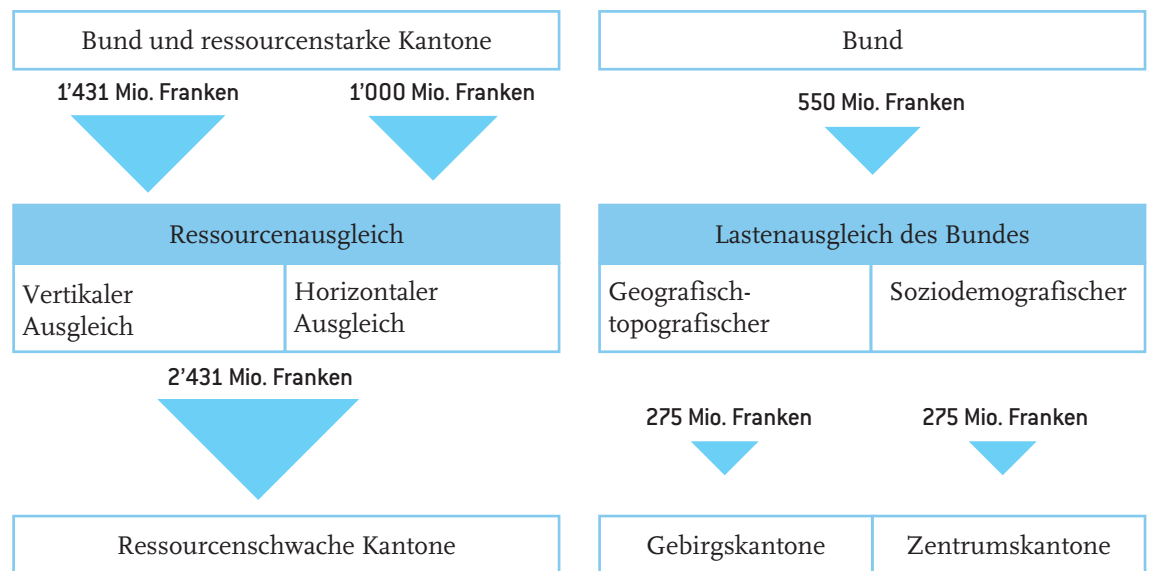 Bund und ressourcenstarke Kantone
1'431 Mio. Franken
1'000 Mio. Franken
Ressourcenausgleich
Vertikaler
Ausgleich
Horizontaler
Ausgleich
2'431 Mio. Franken
Ressourcenschwache Kantone
Bund
550 Mio. Franken
Lastenausgleich des Bundes
Geografisch-
topografischer
Soziodemografischer
275 Mio. Franken
275 Mio. Franken
Gebirgskantone
Zentrumskantone